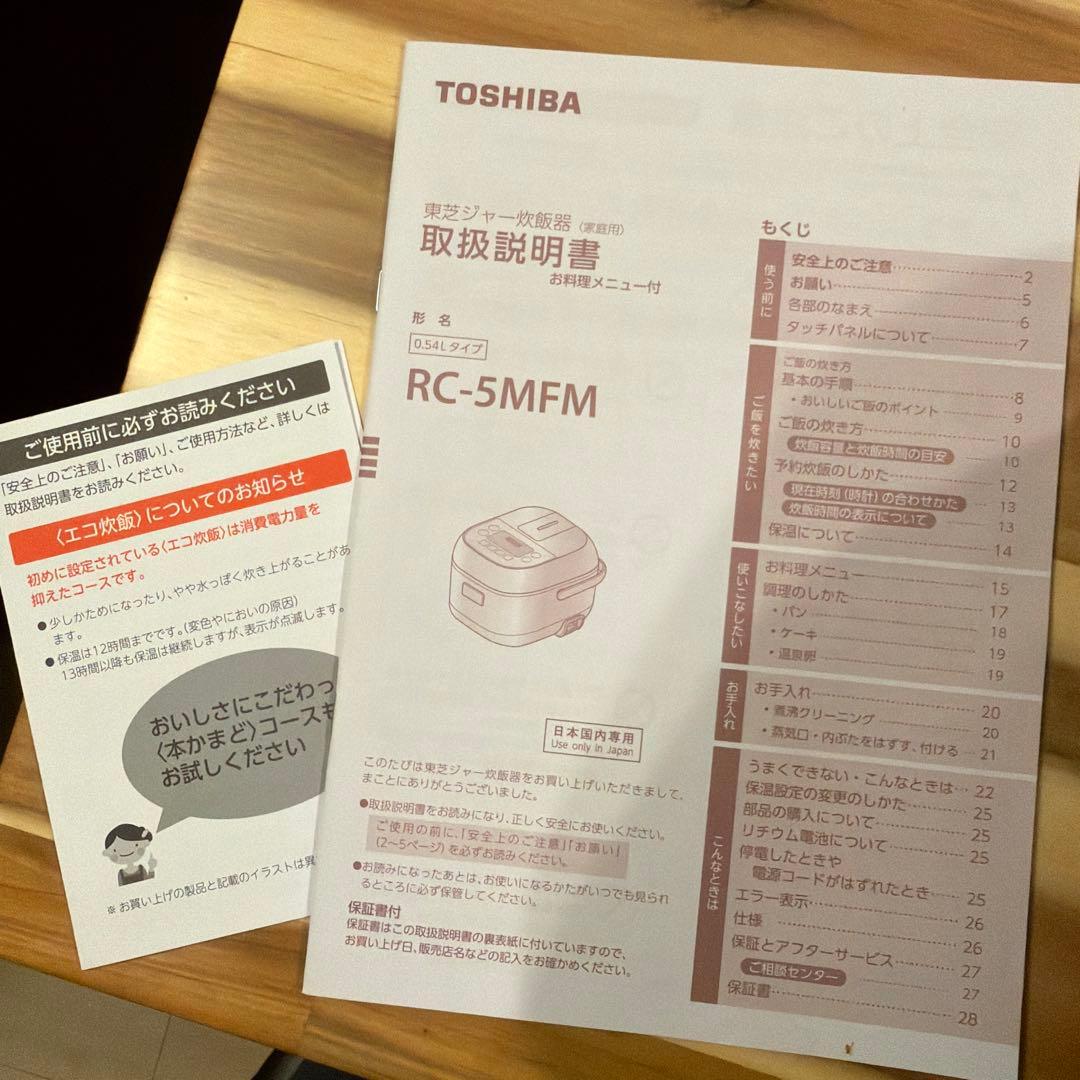 TOSHIBA
東芝ジャー炊飯器〈家庭用〉
取扱説明書
お料理メニュー付
形 名
0.54Lタイプ
RC-5MFM
日本国内専用
Use only in Japan
このたびは東芝ジャー炊飯器をお買い上げいただきまして、
まことにありがとうございました。
●取扱説明書をお読みになり、正しく安全にお使いください。
ご使用の前に、「安全上のご注意」「お願い」
(2~5ページ)を必ずお読みください。
●お読みになったあとは、お使いになるかたがいつでも見られ
るところに必ず保管してください。
保証書付
保証書はこの取扱説明書の裏表紙に付いていますので、
お買い上げ日、販売店名などの記入をお確かめください。
もくじ
使う前に
安全上のご注意 2
お願い 5
各部のなまえ 6
タッチパネルについて 7
ご飯を炊きたい
ご飯の炊き方
基本の手順 8
・おいしいご飯のポイント 9
ご飯の炊き方 10
炊飯容量と炊飯時間の目安 10
予約炊飯のしかた 12
現在時刻(時計)の合わせかた 13
炊飯時間の表示について 13
保温について 14
使いこなしたい
お料理メニュー 15
調理のしかた 17
・パン 18
・ケーキ 19
・温泉卵 19
お手入れ
お手入れ 20
・煮沸クリーニング 20
・蒸気口・内ぶたをはずす、付ける 21
こんなときは
うまくできない・こんなときは 22
保温設定の変更のしかた 25
部品の購入について 25
リチウム電池について 25
停電したときや
電源コードがはずれたとき 25
エラー表示 26
仕様 26
保証とアフターサービス 27
ご相談センター 27
保証書 28
ご使用前に必ずお読みください
「安全上のご注意」、「お願い」、ご使用方法など、詳しくは
取扱説明書をお読みください。
〈エコ炊飯〉についてのお知らせ
初めに設定されている〈エコ炊飯〉は消費電力量を
抑えたコースです。
●少しかためになったり、やや水っぽく炊き上がることがあ
ます。
●保温は12時間までです。(変色やにおいの原因)
13時間以降も保温は継続しますが、表示が点滅します。
おいしさにこだわっ
〈本かまど〉コースも
お試しください
※お買い上げの製品と記載のイラストは異